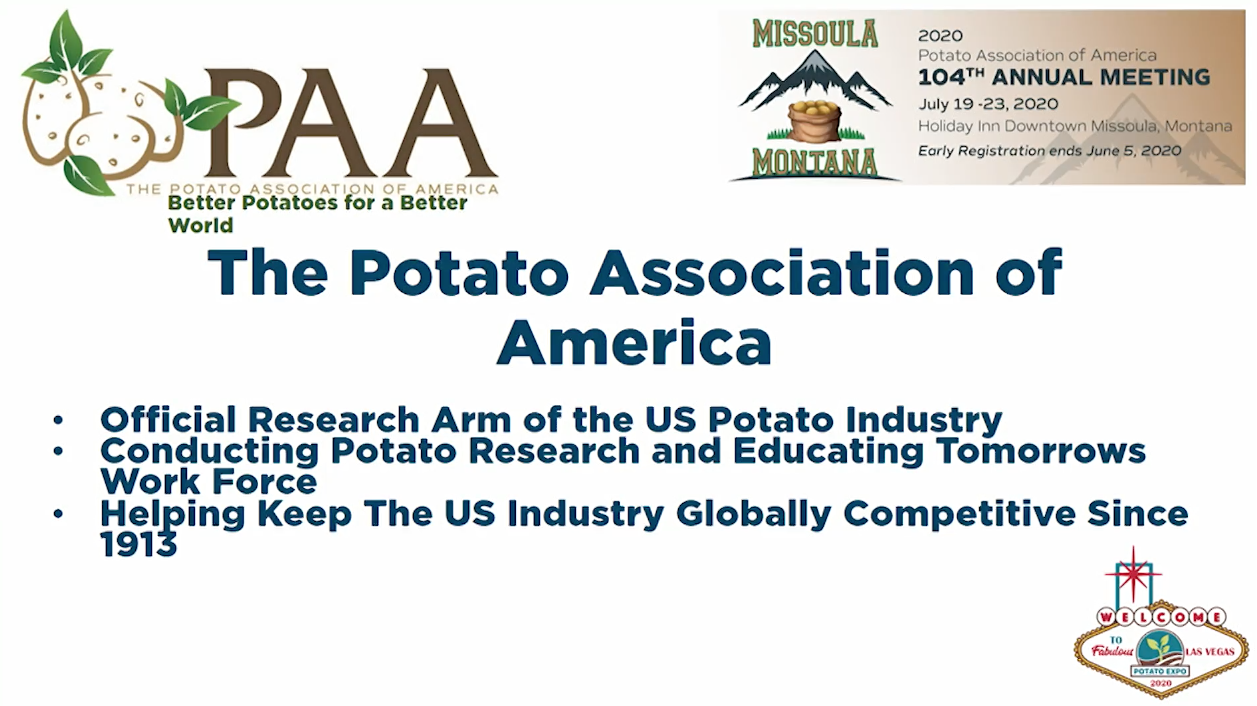 PAA
THE POTATO ASSOCIATION OF AMERICA
Better Potatoes for a Better
World
MISSOULA
MONTANA
2020
Potato Association of America
104TH ANNUAL MEETING
July 19 -23, 2020
Holiday Inn Downtown Missoula, Montana
Early Registration ends June 5, 2020
The Potato Association of
America
• Official Research Arm of the US Potato Industry
• Conducting Potato Research and Educating Tomorrows
Work Force
• Helping Keep The US Industry Globally Competitive Since
1913
WELCOME
TO
Fabulous LAS VEGAS
POTATO EXPO
2020